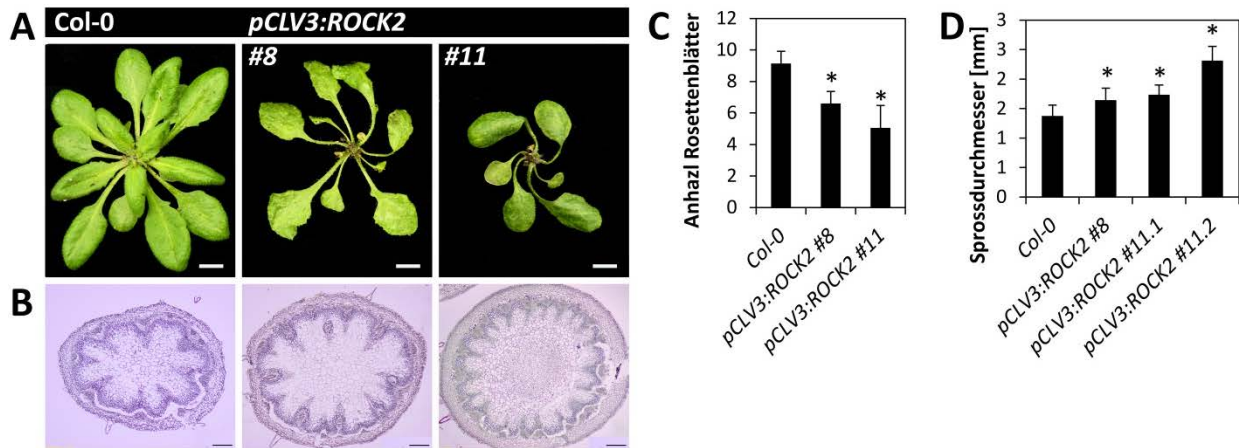 A
Col-0 pCLV3:ROCK2
#8 #11
B
C
Anhazl Rosettenblätter
12
10
8
6
4
2
0
* *
Col-0
pCLV3:ROCK2 #8
pCLV3:ROCK2 #11
D
Sprossdurchmesser [mm]
3
3
2
2
1
1
0
* * *
Col-0
pCLV3:ROCK2 #8
pCLV3:ROCK2 #11.1
pCLV3:ROCK2 #11.2